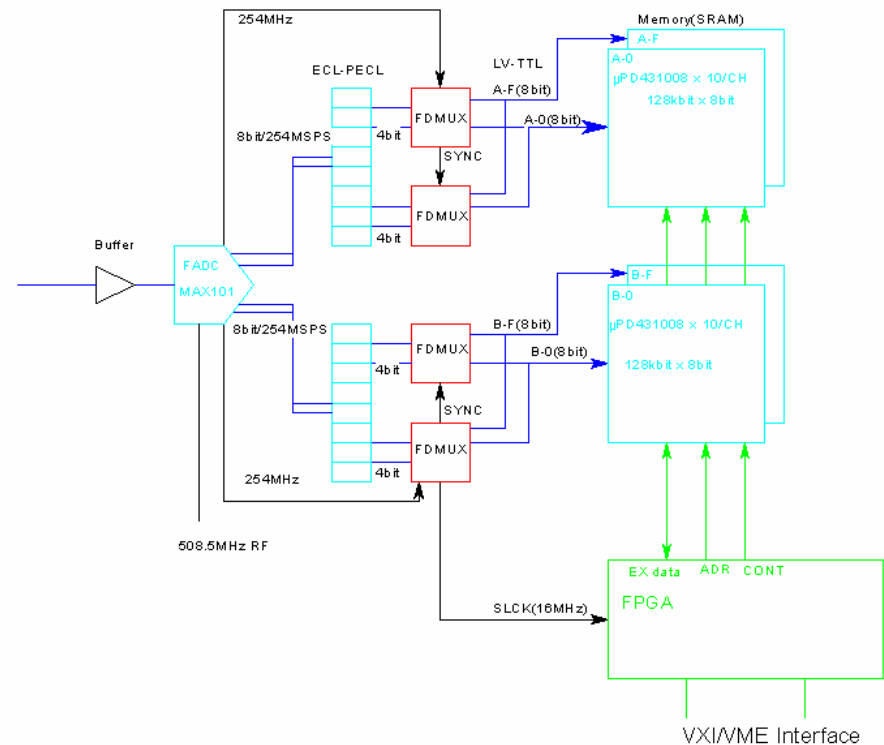 254MHz
Memory(SRAM)
A-F
ECL-PECL
LV-TTL
A-0
A-F(8bit)
µPD431008 x 10/CH
128kbit x 8bit
FDMUX
A-0(8bit)
8bit/254MSPS
4bit
SYNC
FDMUX
4bit
Buffer
FADC
MAX101
B-F
B-0
8bit/254MSPS
B-F(8bit)
µPD431008 x 10/CH
FDMUX
B-0(8bit)
128kbit x 8bit
4bit
SYNC
FDMUX
4bit
254MHz
508.5MHz RF
EX data
ADR
CONT
FPGA
SLCK(16MHz)
VXI/VME Interface